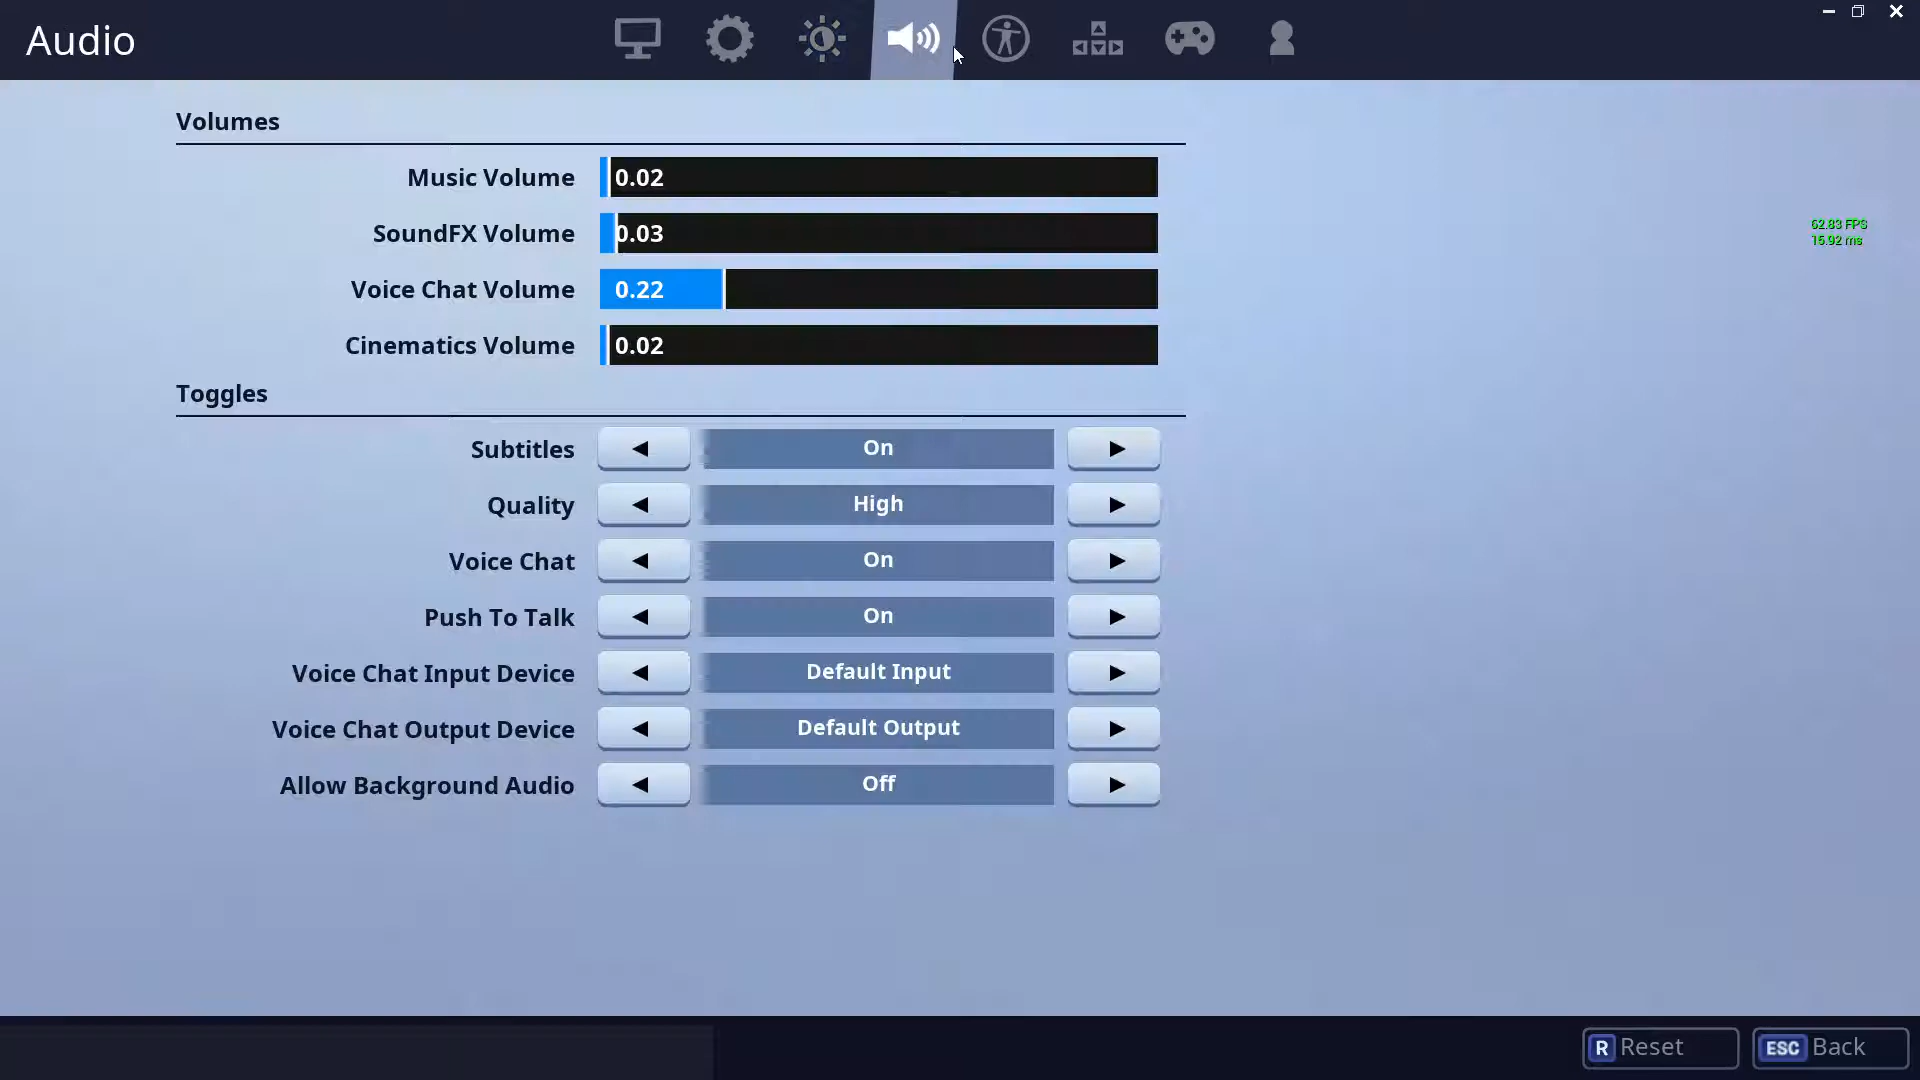 Audio
Volumes
Music Volume 0.02
SoundFX Volume 0.03
Voice Chat Volume 0.22
Cinematics Volume 0.02
62.83 FPS
15.92 ms
Toggles
Subtitles On
Quality High
Voice Chat On
Push To Talk On
Voice Chat Input Device Default Input
Voice Chat Output Device Default Output
Allow Background Audio Off
R Reset ESC Back